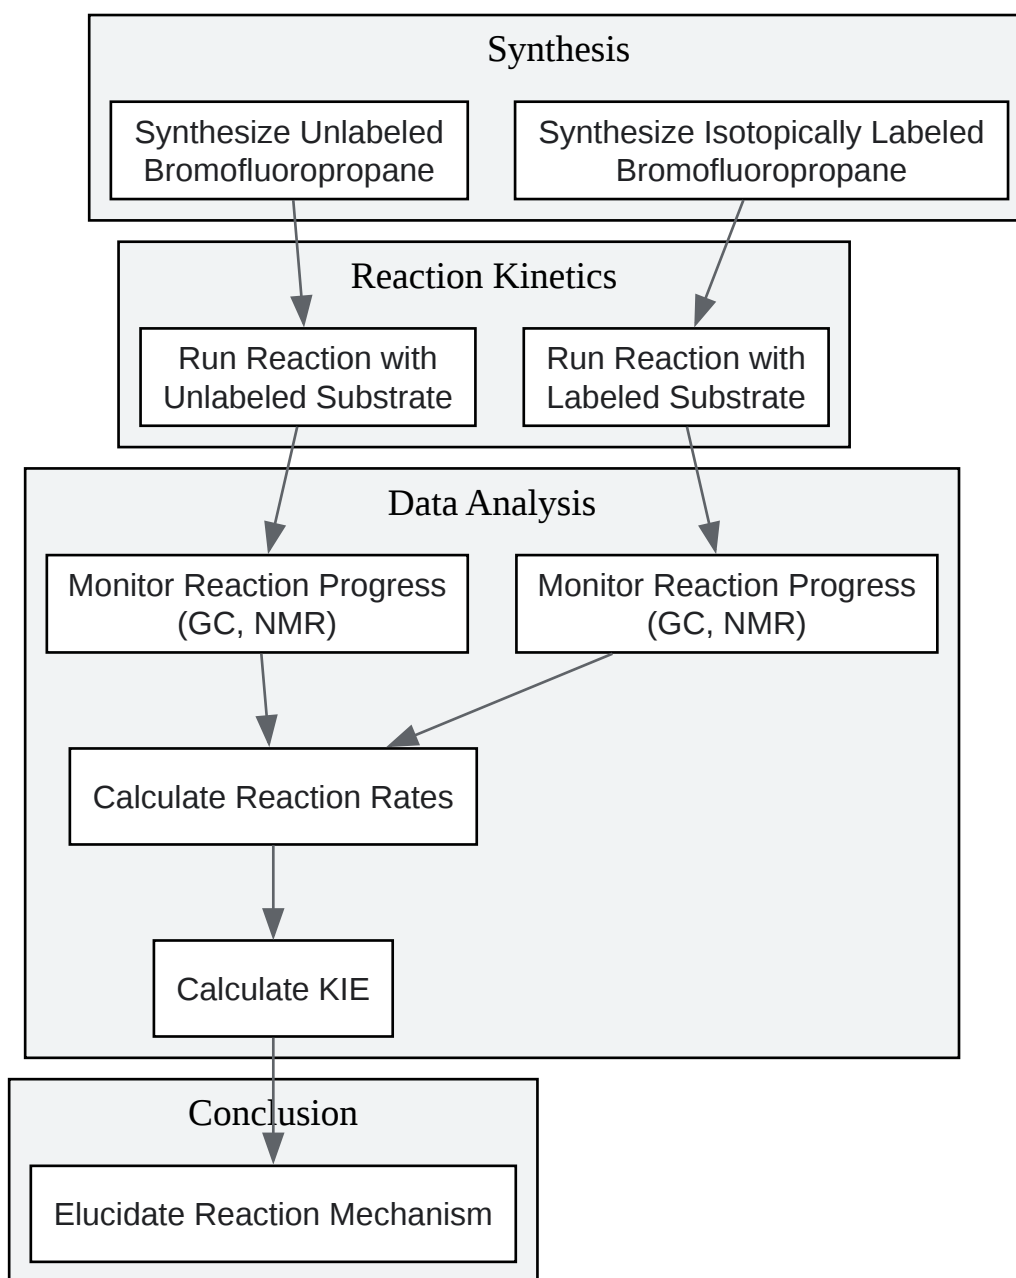 Synthesis
Synthesize Unlabeled
Bromofluoropropane
Synthesize Isotopically Labeled
Bromofluoropropane
Reaction Kinetics
Run Reaction with
Unlabeled Substrate
Run Reaction with
Labeled Substrate
Data Analysis
Monitor Reaction Progress
(GC, NMR)
Monitor Reaction Progress
(GC, NMR)
Calculate Reaction Rates
Calculate KIE
Conclusion
Elucidate Reaction Mechanism